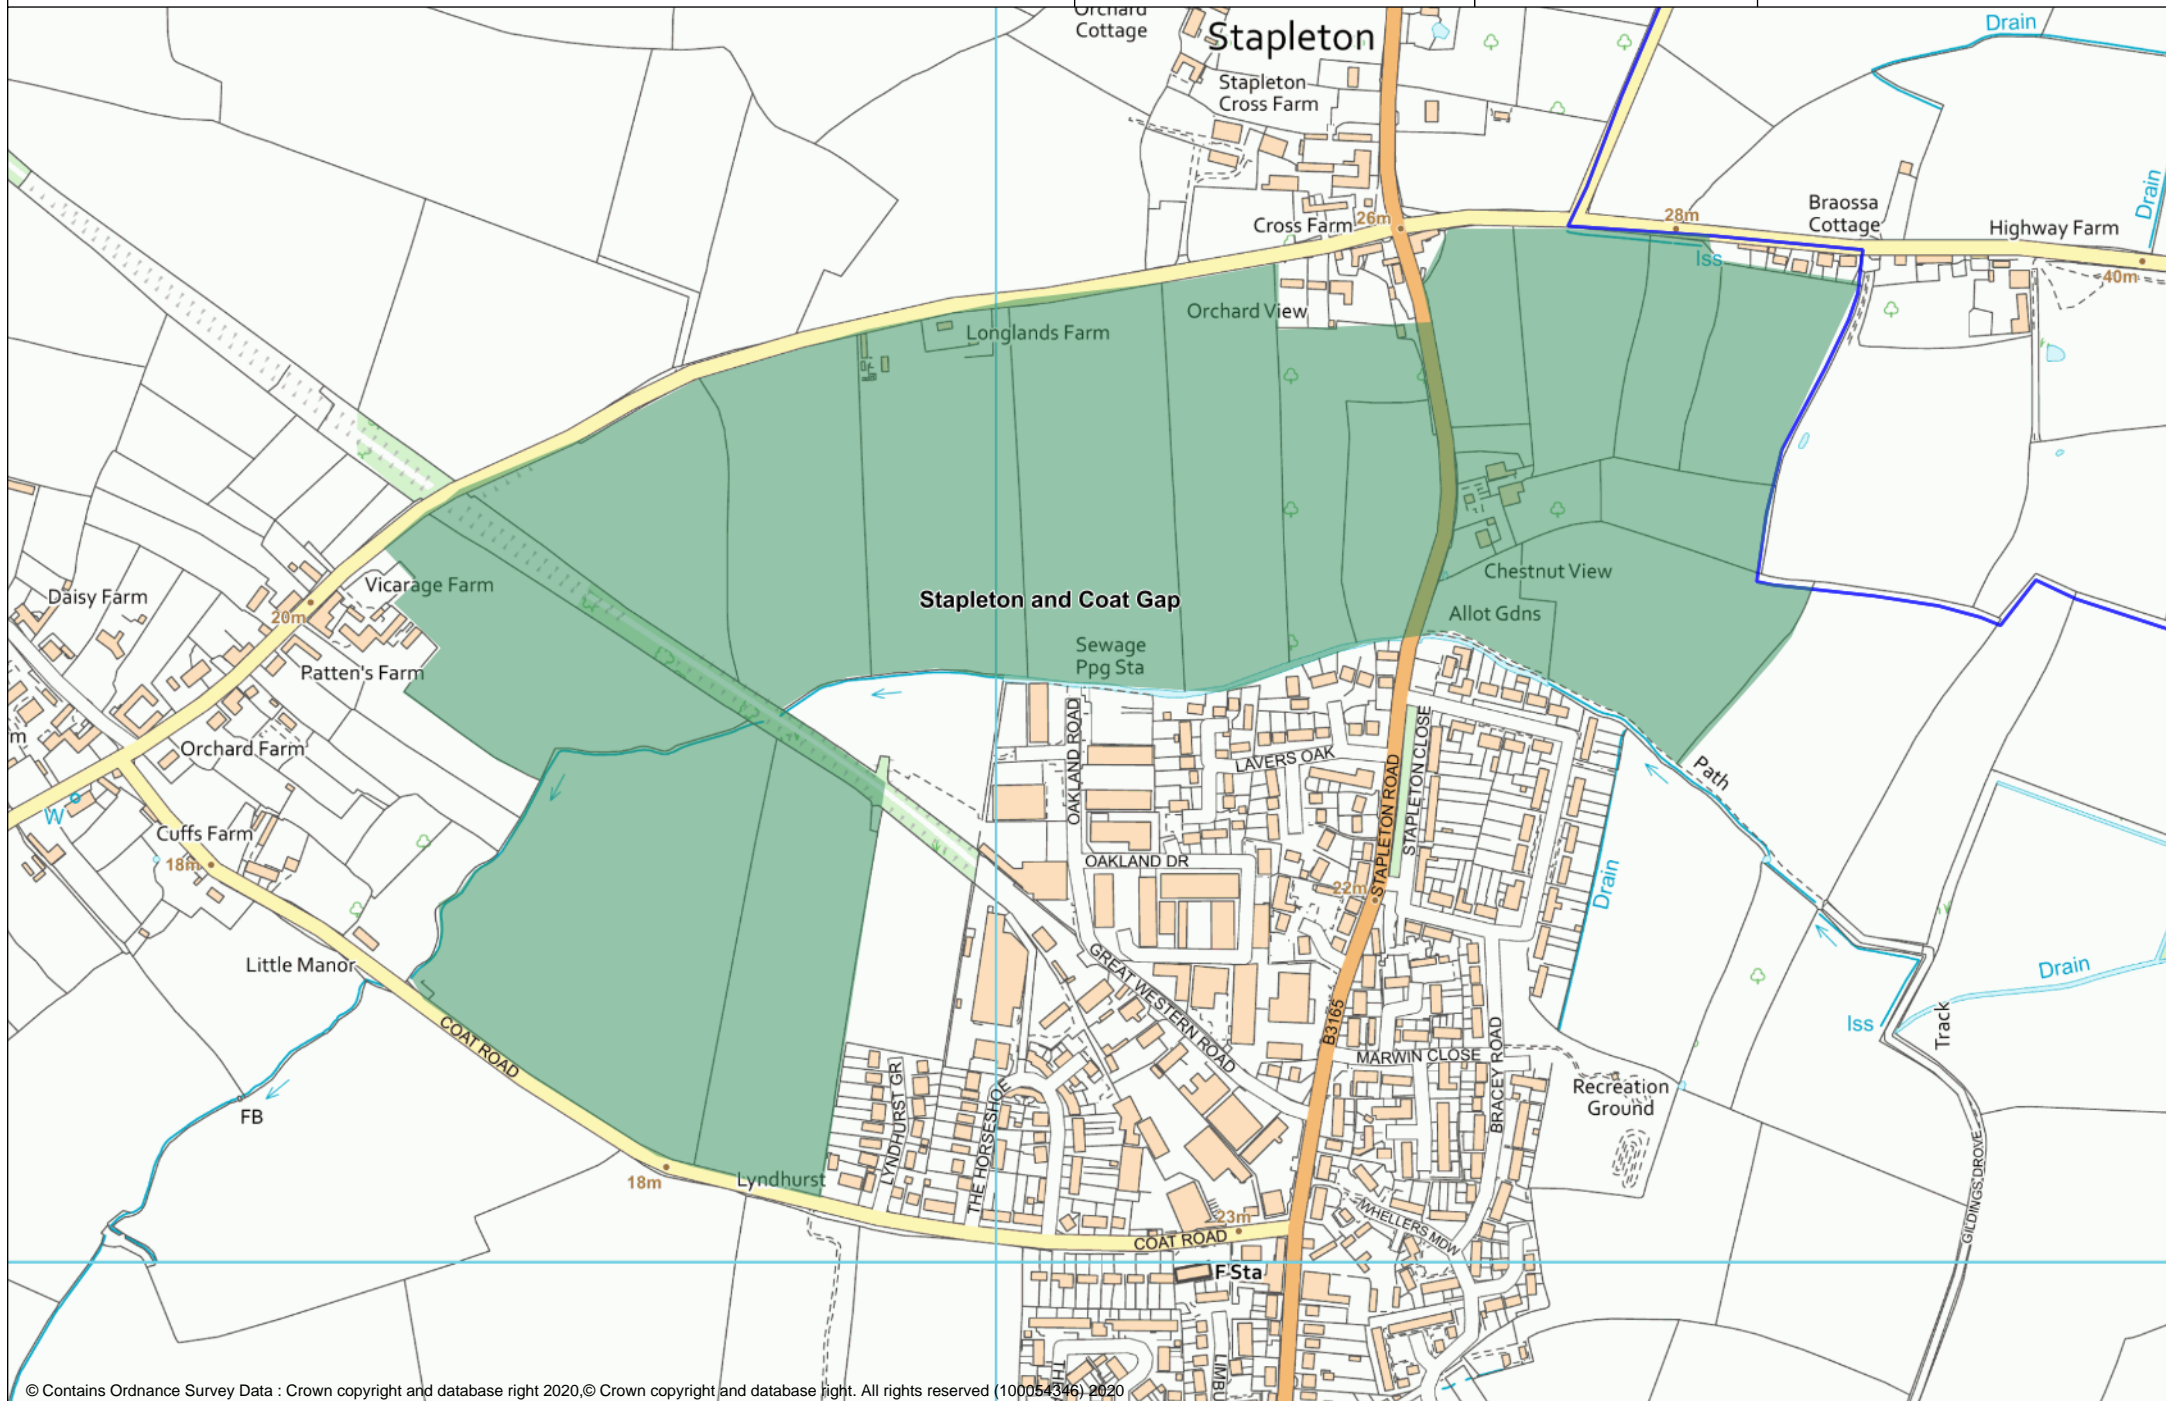 Orchard
Cottage
Stapleton
Drain
Stapleton
Cross Farm
Drain
Cross Farm
26m
28m
Braossa
Cottage
Highway Farm
Iss
40m
Orchard View
Longlands Farm
Vicarage Farm
Daisy Farm
20m
Chestnut View
Stapleton and Coat Gap
Allot Gdns
Sewage
Ppg Sta
Patten's Farm
m
Orchard Farm
OAKLAND ROAD
LAVERS OAK
STAPLETON ROAD
STAPLETON CLOSE
Path
W
Cuffs Farm
18m
OAKLAND DR
22m
Drain
Little Manor
GREAT WESTERN ROAD
Drain
COAT ROAD
B3165
Iss
Track
MARWIN CLOSE
BRACEY ROAD
Recreation
Ground
FB
LYNDHURST GR
THE HORSESHOE
GILDINGS DROVE
18m
Lyndhurst
23m
COAT ROAD
WHELLERS MDW
F Sta
LIMBU
© Contains Ordnance Survey Data : Crown copyright and database right 2020,© Crown copyright and database right. All rights reserved (100054346) 2020